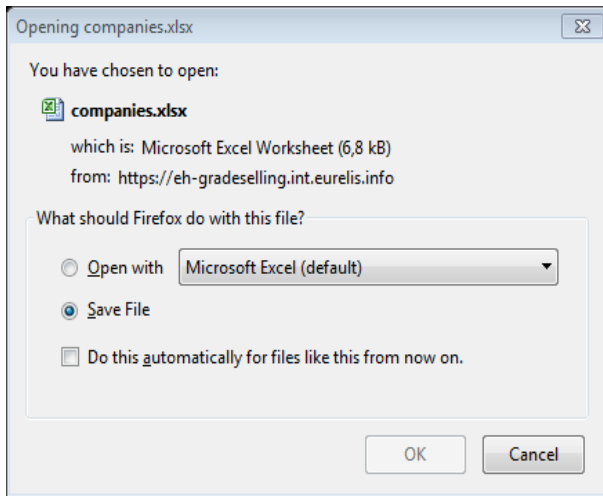 Opening companies.xlsx
You have chosen to open:
companies.xlsx
which is: Microsoft Excel Worksheet (6,8 kB)
from: https://eh-gradeselling.int.eurelis.info
What should Firefox do with this file?
Open with Microsoft Excel (default)
Save File
Do this automatically for files like this from now on.
OK Cancel